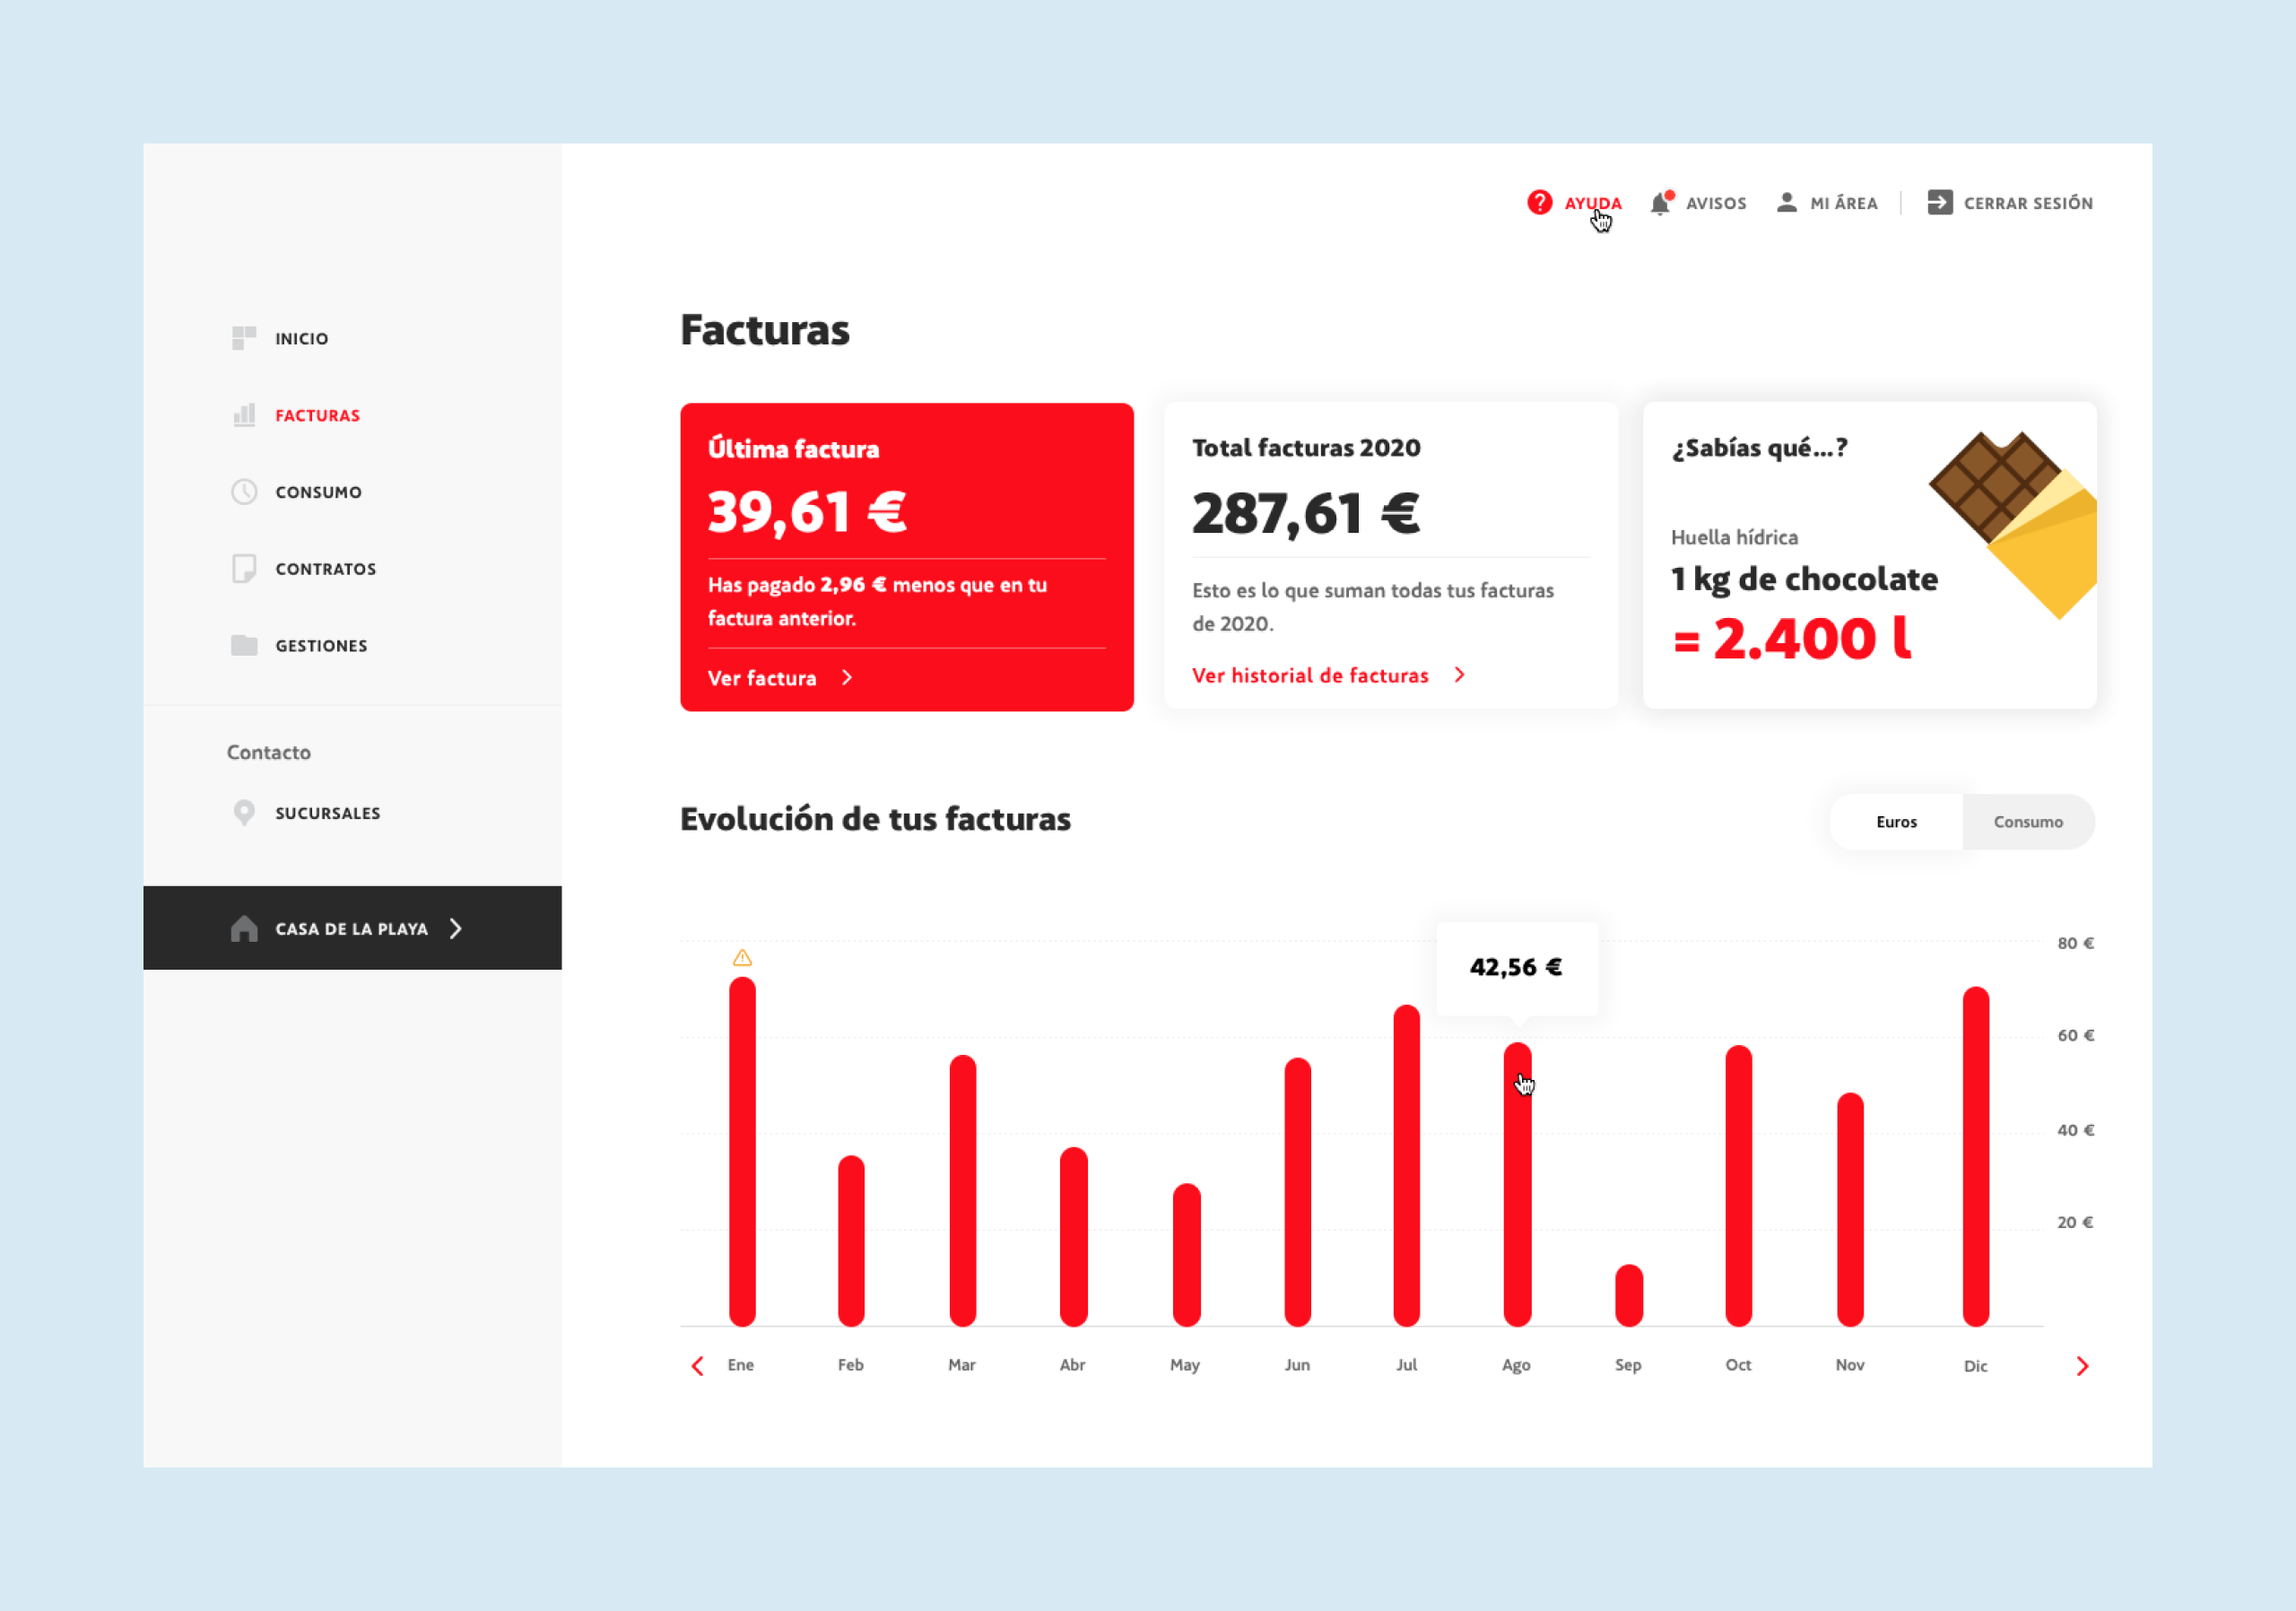 AYUDA
AVISOS
MI ÁREA
CERRAR SESIÓN
INICIO
FACTURAS
CONSUMO
CONTRATOS
GESTIONES
Contacto
SUCURSALES
CASA DE LA PLAYA
Facturas
Última factura
39,61 €
Has pagado 2,96 € menos que en tu
factura anterior.
Ver factura
Total facturas 2020
287,61 €
Esto es lo que suman todas tus facturas
de 2020.
Ver historial de facturas
¿Sabías qué...?
Huella hídrica
1 kg de chocolate
= 2.400 l
Evolución de tus facturas
Euros
Consumo
42,56 €
80 €
60 €
40 €
20 €
Ene
Feb
Mar
Abr
May
Jun
Jul
Ago
Sep
Oct
Nov
Dic